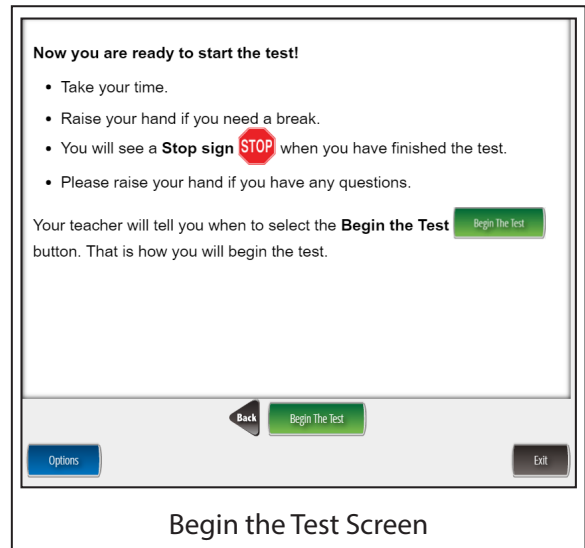 Now you are ready to start the test!
• Take your time.
• Raise your hand if you need a break.
• You will see a Stop sign STOP when you have finished the test.
• Please raise your hand if you have any questions.
Your teacher will tell you when to select the Begin the Test Begin The Test
button. That is how you will begin the test.
Back Begin The Test
Options Exit
Begin the Test Screen